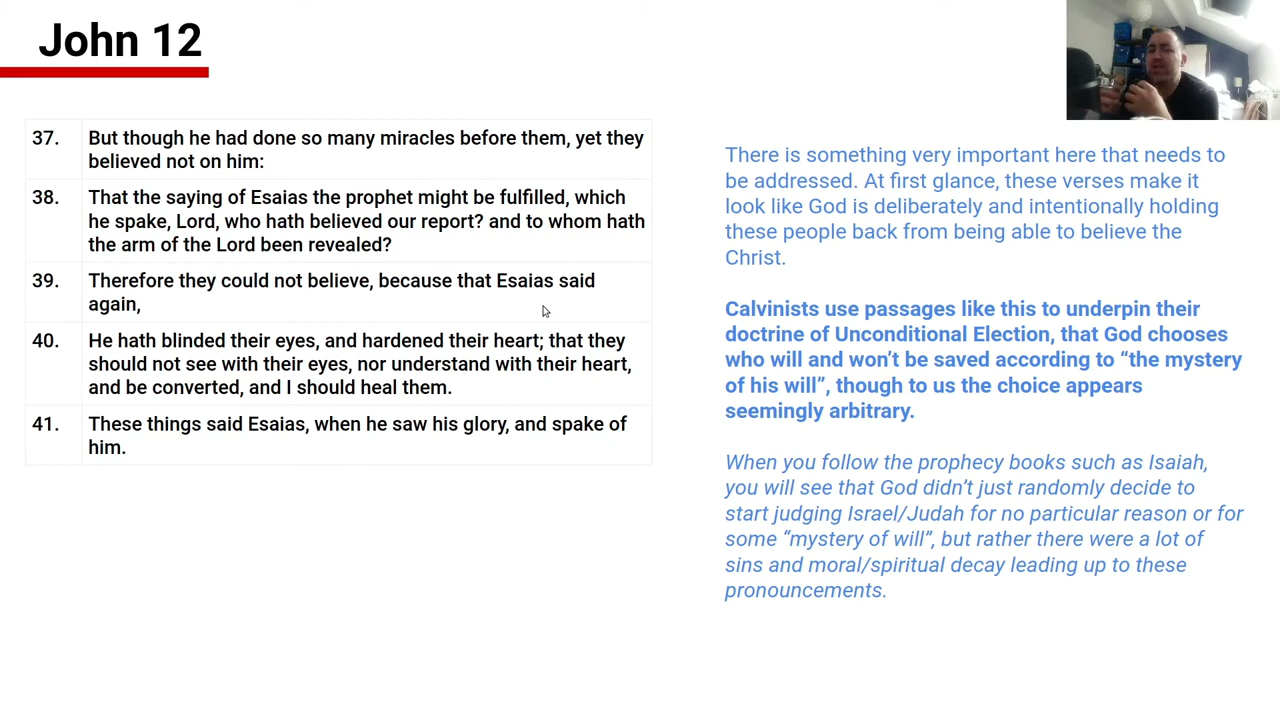 John 12
37. But though he had done so many miracles before them, yet they
believed not on him:
38. That the saying of Esaias the prophet might be fulfilled, which
he spake, Lord, who hath believed our report? and to whom hath
the arm of the Lord been revealed?
39. Therefore they could not believe, because that Esaias said
again,
40. He hath blinded their eyes, and hardened their heart; that they
should not see with their eyes, nor understand with their heart,
and be converted, and I should heal them.
41. These things said Esaias, when he saw his glory, and spake of
him.
There is something very important here that needs to
be addressed. At first glance, these verses make it
look like God is deliberately and intentionally holding
these people back from being able to believe the
Christ.
Calvinists use passages like this to underpin their
doctrine of Unconditional Election, that God chooses
who will and won’t be saved according to “the mystery
of his will”, though to us the choice appears
seemingly arbitrary.
When you follow the prophecy books such as Isaiah,
you will see that God didn’t just randomly decide to
start judging Israel/Judah for no particular reason or for
some “mystery of will”, but rather there were a lot of
sins and moral/spiritual decay leading up to these
pronouncements.